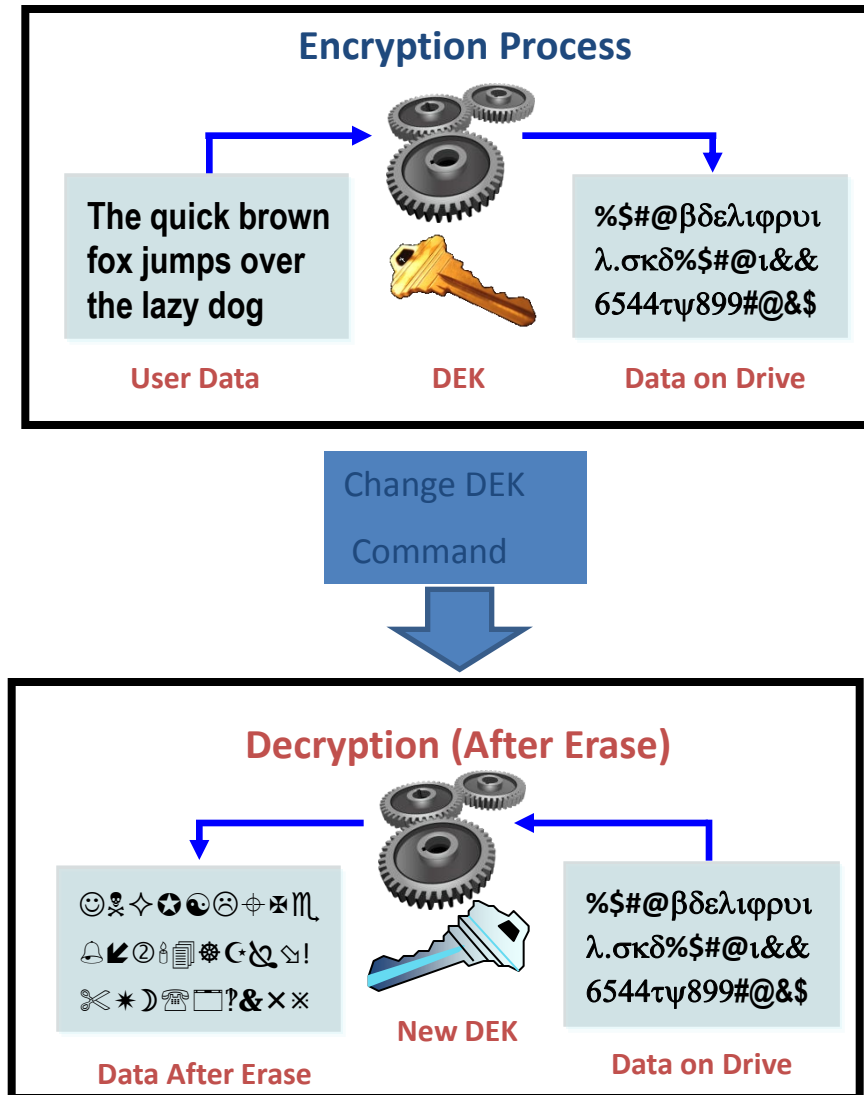 Encryption Process
The quick brown
fox jumps over
the lazy dog
%$#@βδελιφρυι
λ.σκδ%$#@ι&&
6544τψ899#@&$
User Data
DEK
Data on Drive
Change DEK
Command
Decryption (After Erase)
☺☠✧✪☯☹⌖✠♏
🔔↙②🕯🗐☸☪✎⇘!
✂✷☽☏🗔‽&✕※
%$#@βδελιφρυι
λ.σκδ%$#@ι&&
6544τψ899#@&$
Data After Erase
New DEK
Data on Drive